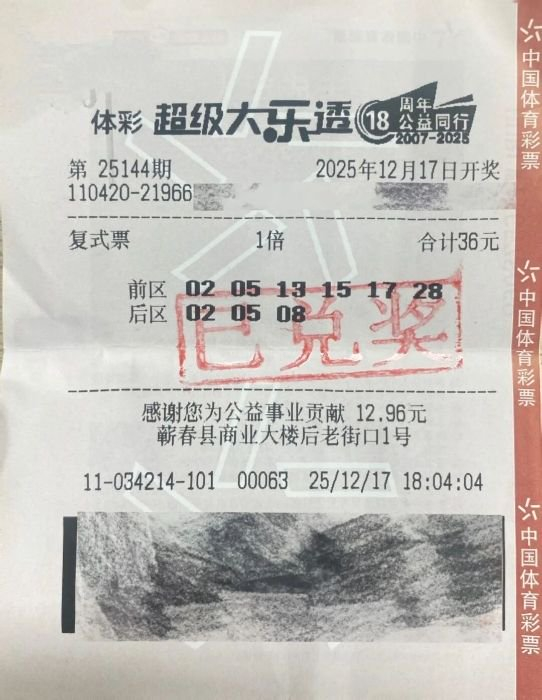 体彩 超级大乐透 18 周年 公益同行 2007-2025
第 25144期 2025年12月17日开奖
110420-21966
复式票 1倍 合计36元
前区 02 05 13 15 17 28
后区 02 05 08
已兑奖
感谢您为公益事业贡献 12.96元
蕲春县商业大楼后老街口1号
11-034214-101 00063 25/12/17 18:04:04
中国体育彩票
中国体育彩票
中国体育彩票